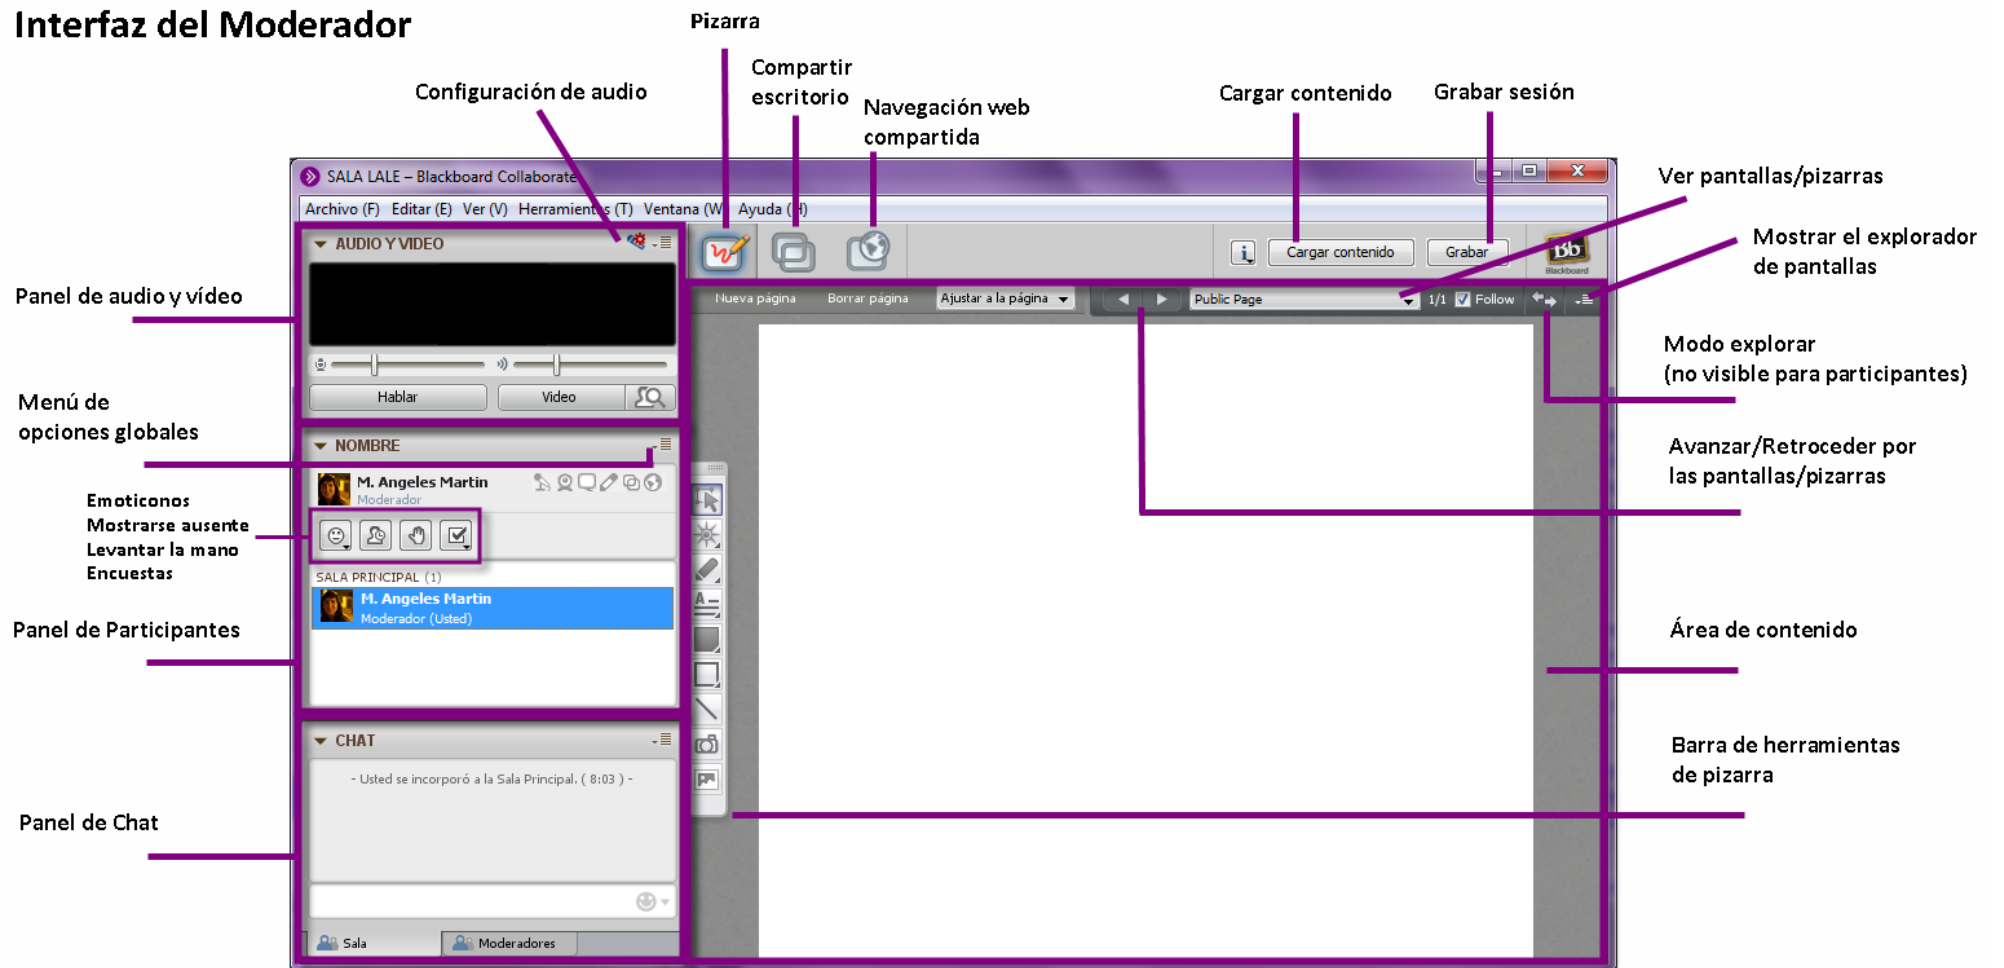 Interfaz del Moderador
Pizarra
Compartir
escritorio
Configuración de audio
Navegación web
compartida
Cargar contenido
Grabar sesión
Ver pantallas/pizarras
Mostrar el explorador
de pantallas
SALA LALE – Blackboard Collaborate
Archivo (F) Editar (E) Ver (V) Herramientas (T) Ventana (W) Ayuda (H)
AUDIO Y VIDEO
i
Cargar contenido
Grabar
Bb
Blackboard
Panel de audio y vídeo
Nueva página
Borrar página
Ajustar a la página
Public Page
1/1
Follow
Modo explorar
(no visible para participantes)
Hablar
Video
Menú de
opciones globales
NOMBRE
M. Angeles Martin
Moderador
Avanzar/Retroceder por
las pantallas/pizarras
Emoticonos
Mostrarse ausente
Levantar la mano
Encuestas
SALA PRINCIPAL (1)
M. Angeles Martin
Moderador (Usted)
A
Panel de Participantes
Área de contenido
CHAT
- Usted se incorporó a la Sala Principal. ( 8:03 ) -
Barra de herramientas
de pizarra
Panel de Chat
Sala
Moderadores